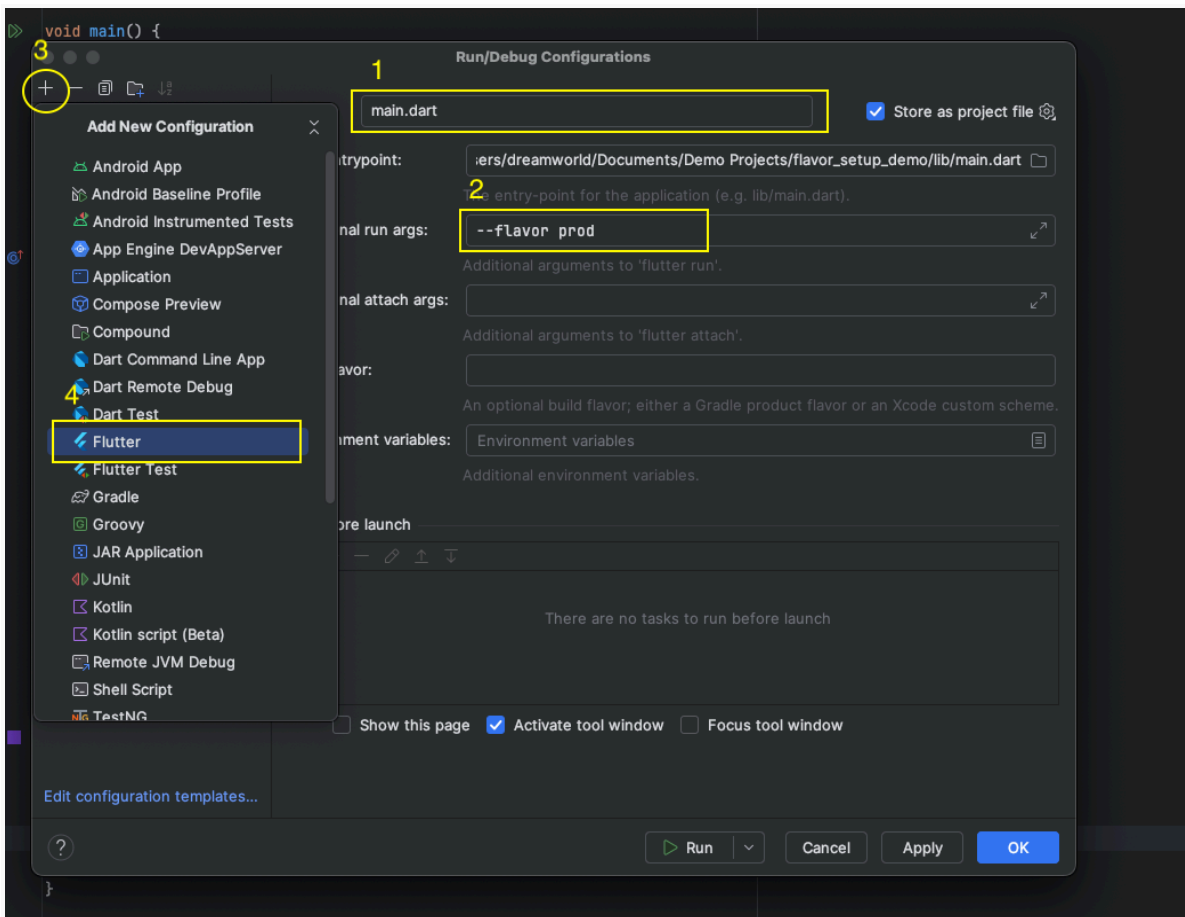 void main() {
3
Run/Debug Configurations
1
main.dart
Store as project file
Add New Configuration
Android App
Android Baseline Profile
Android Instrumented Tests
App Engine DevAppServer
Application
Compose Preview
Compound
Dart Command Line App
Dart Remote Debug
4
Dart Test
Flutter
Flutter Test
Gradle
Groovy
JAR Application
JUnit
Kotlin
Kotlin script (Beta)
Remote JVM Debug
Shell Script
TestNG
ntrypoint:
sers/dreamworld/Documents/Demo Projects/flavor_setup_demo/lib/main.dart
2
The entry-point for the application (e.g. lib/main.dart).
nal run args:
--flavor prod
Additional arguments to 'flutter run'.
nal attach args:
Additional arguments to 'flutter attach'.
avor:
An optional build flavor; either a Gradle product flavor or an Xcode custom scheme.
nment variables:
Environment variables
Additional environment variables.
ore launch
There are no tasks to run before launch
Show this page
Activate tool window
Focus tool window
Edit configuration templates...
?
Run
Cancel
Apply
OK
}